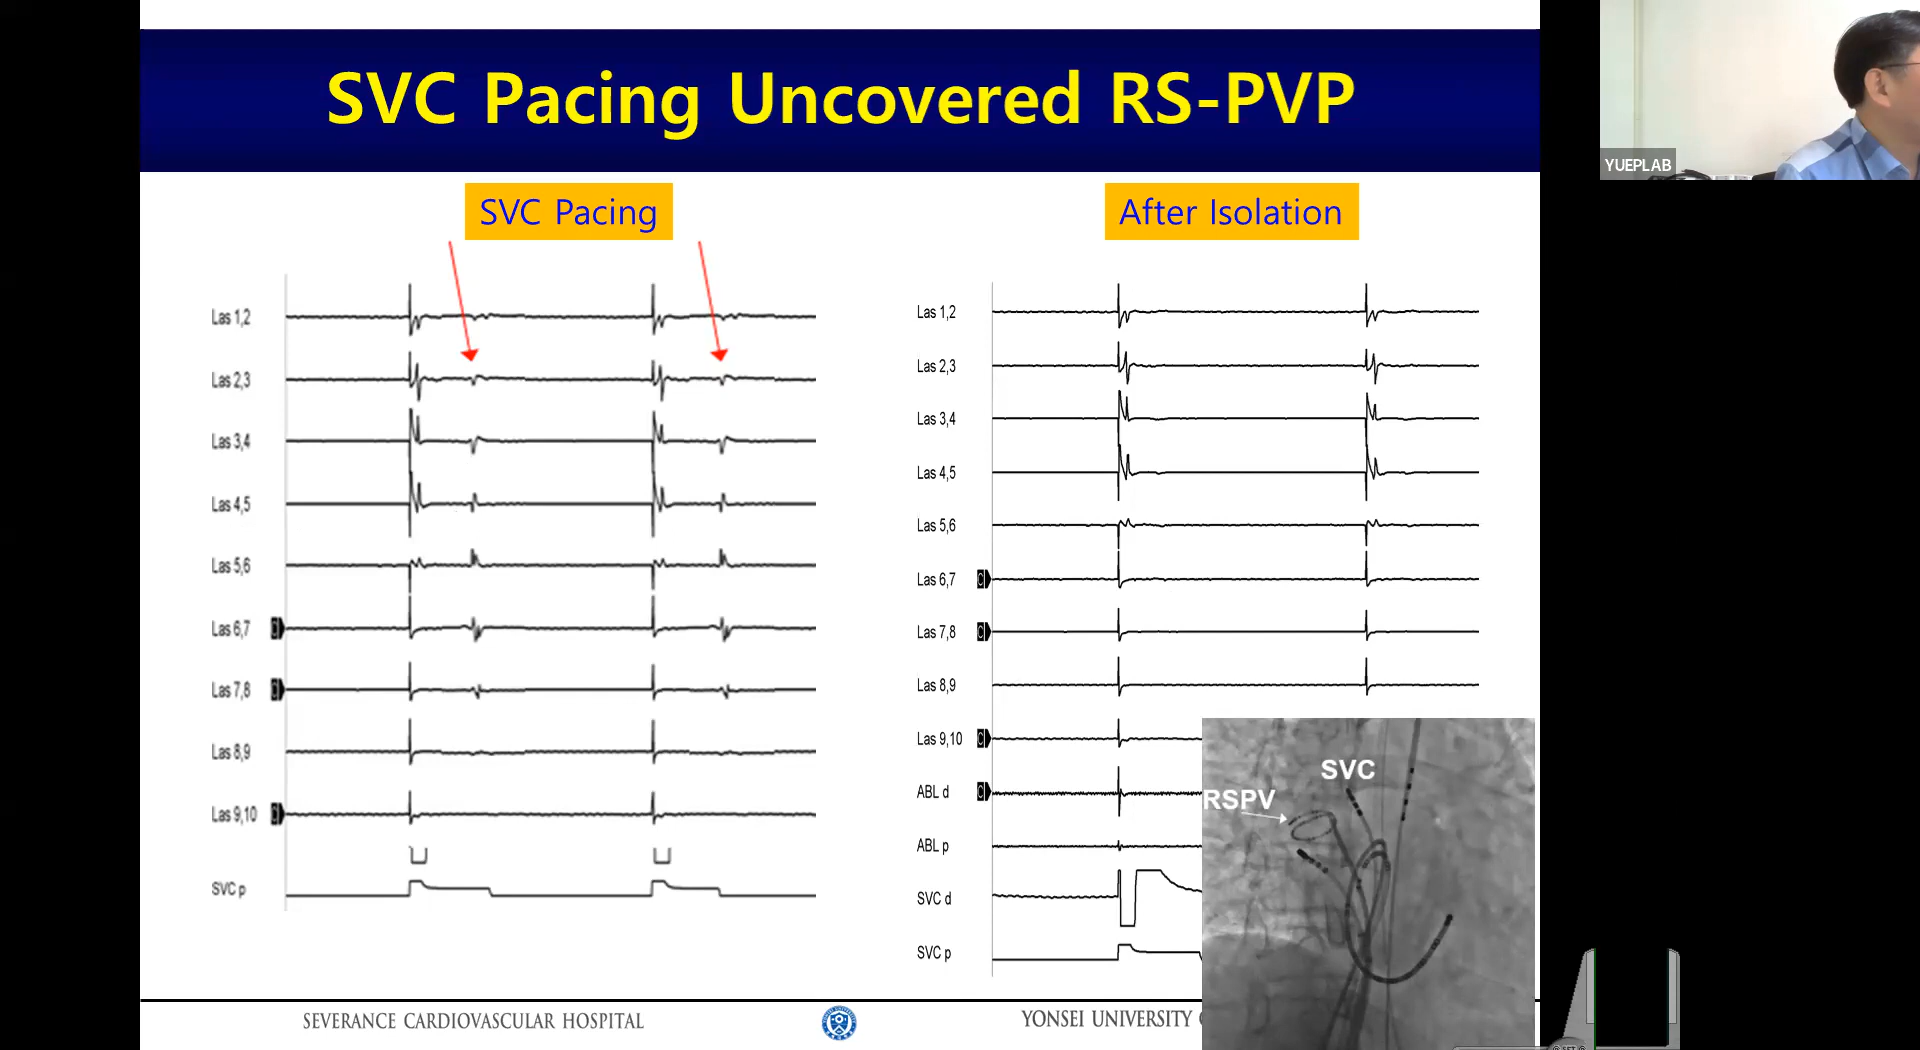 SVC Pacing Uncovered RS-PVP
YUEPLAB
SVC Pacing
After Isolation
Las 1,2
Las 2,3
Las 3,4
Las 4,5
Las 5,6
Las 6,7
Las 7,8
Las 8,9
Las 9,10
SVC p
Las 1,2
Las 2,3
Las 3,4
Las 4,5
Las 5,6
Las 6,7
Las 7,8
Las 8,9
Las 9,10
ABL d
ABL p
SVC d
SVC p
SVC
RSPV
SEVERANCE CARDIOVASCULAR HOSPITAL
YONSEI UNIVERSITY